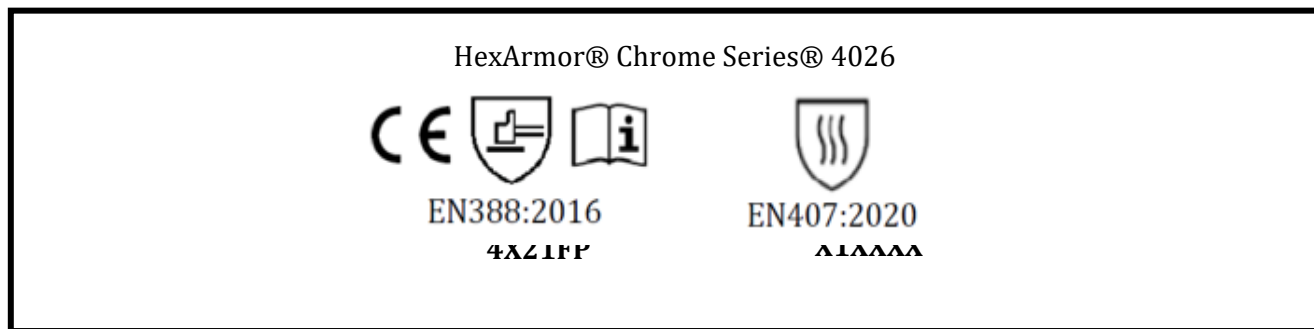 HexArmor® Chrome Series® 4026
CE i
EN388:2016 EN407:2020
4X21FP X1XXXX